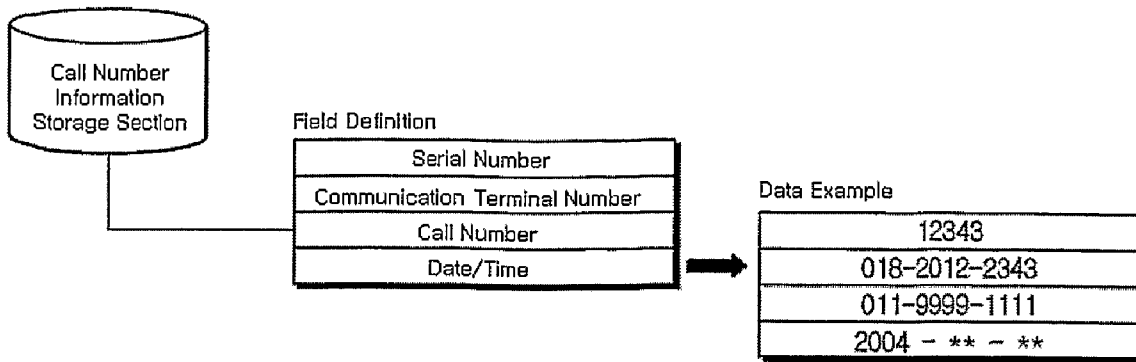 Call Number
Information
Storage Section
Field Definition
Serial Number
Communication Terminal Number
Call Number
Date/Time
Data Example
12343
018-2012-2343
011-9999-1111
2004 - ** - **